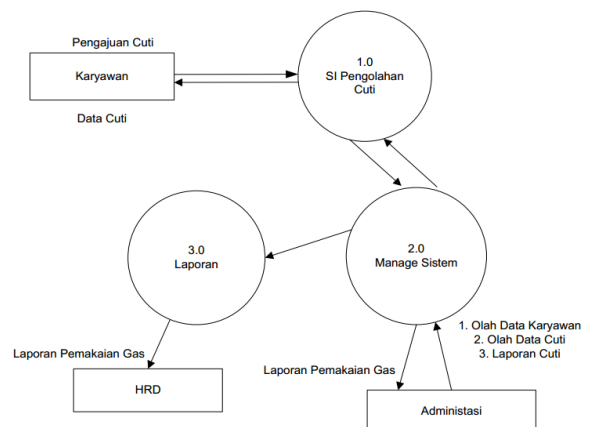 Pengajuan Cuti
Karyawan
Data Cuti
1.0
SI Pengolahan
Cuti
3.0
Laporan
2.0
Manage Sistem
1. Olah Data Karyawan
2. Olah Data Cuti
3. Laporan Cuti
Laporan Pemakaian Gas
HRD
Laporan Pemakaian Gas
Administasi